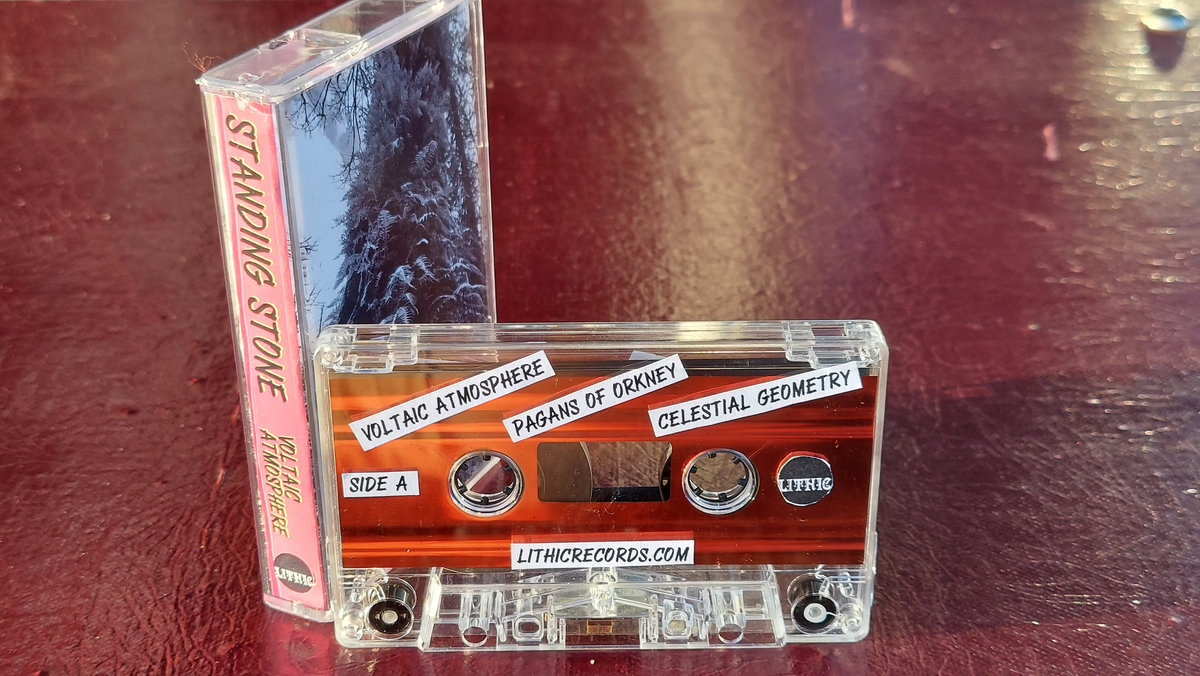 STANDING STONE
VOLTAIC
ATMOSPHERE
LITHIC
VOLTAIC ATMOSPHERE
PAGANS OF ORKNEY
CELESTIAL GEOMETRY
SIDE A
LITHIC
LITHICRECORDS.COM